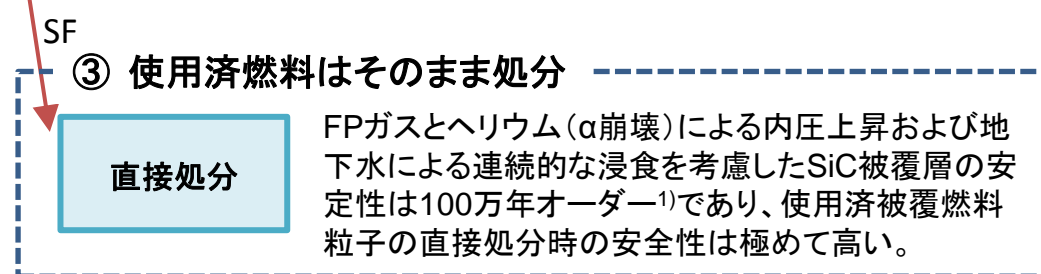 SF
③ 使用済燃料はそのまま処分
直接処分
FPガスとヘリウム（α崩壊）による内圧上昇および地
下水による連続的な浸食を考慮したSiC被覆層の安
定性は100万年オーダー1)であり、使用済被覆燃料
粒子の直接処分時の安全性は極めて高い。